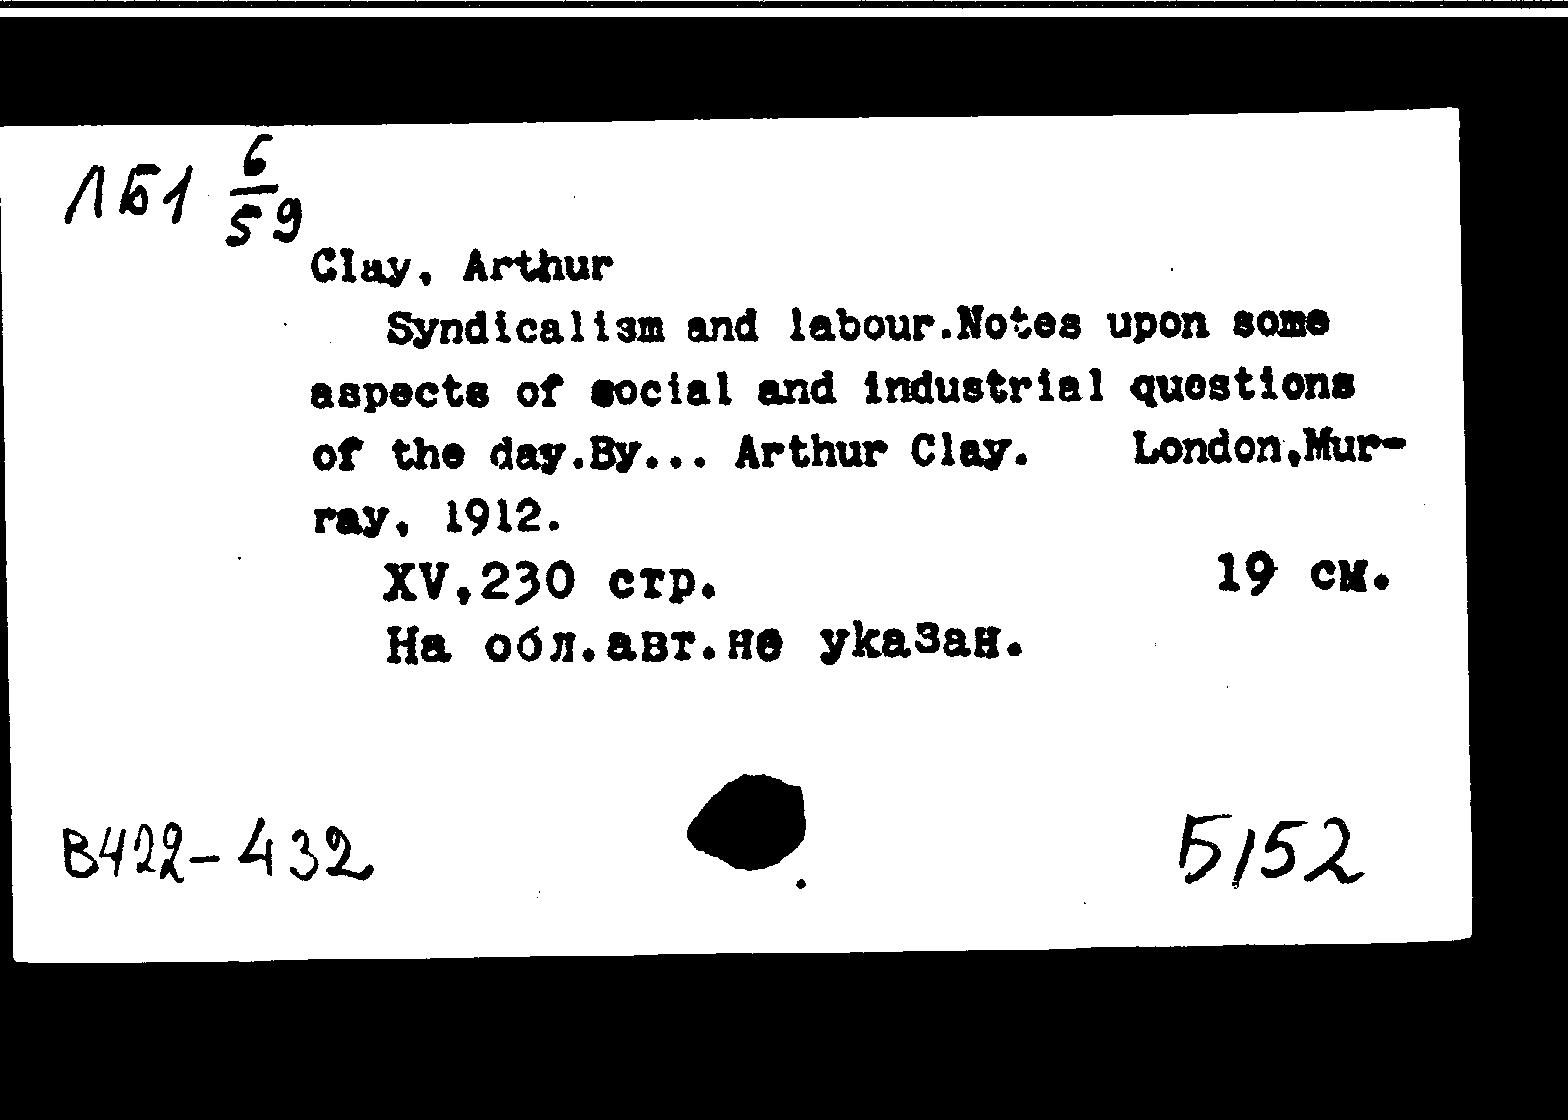 ЛБ1 6/59
Clay, Arthur
Syndicalism and labour.Notes upon some
aspects of social and industrial questions
of the day.By... Arthur Clay. London,Mur-
ray, 1912.
XV,230 стр. 19 см.
На обл.авт.не указан.
В422-432 Б/52